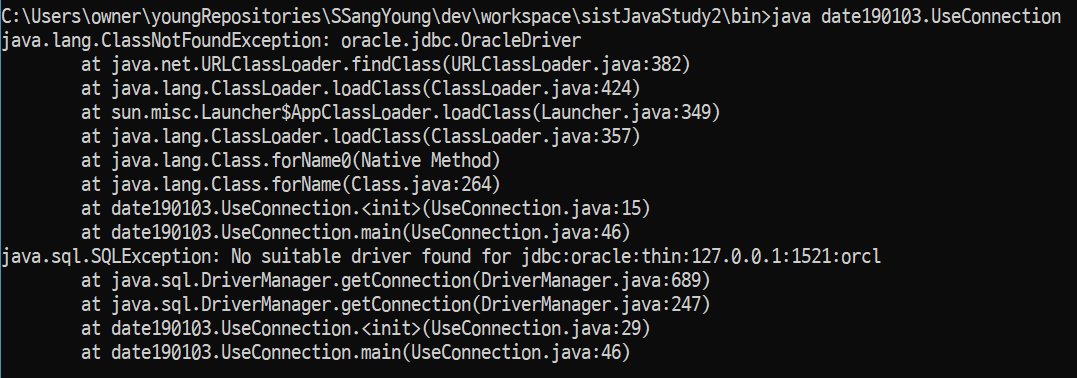 C:\Users\owner\youngRepositories\SSangYoung\dev\workspace\sistJavaStudy2\bin>java date190103.UseConnection
java.lang.ClassNotFoundException: oracle.jdbc.OracleDriver
        at java.net.URLClassLoader.findClass(URLClassLoader.java:382)
        at java.lang.ClassLoader.loadClass(ClassLoader.java:424)
        at sun.misc.Launcher$AppClassLoader.loadClass(Launcher.java:349)
        at java.lang.ClassLoader.loadClass(ClassLoader.java:357)
        at java.lang.Class.forName0(Native Method)
        at java.lang.Class.forName(Class.java:264)
        at date190103.UseConnection.<init>(UseConnection.java:15)
        at date190103.UseConnection.main(UseConnection.java:46)
java.sql.SQLException: No suitable driver found for jdbc:oracle:thin:127.0.0.1:1521:orcl
        at java.sql.DriverManager.getConnection(DriverManager.java:689)
        at java.sql.DriverManager.getConnection(DriverManager.java:247)
        at date190103.UseConnection.<init>(UseConnection.java:29)
        at date190103.UseConnection.main(UseConnection.java:46)